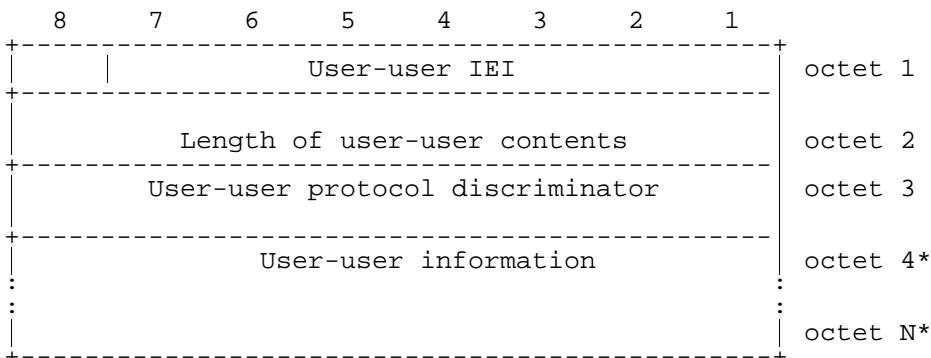 8 7 6 5 4 3 2 1
User-user IEI octet 1
Length of user-user contents octet 2
User-user protocol discriminator octet 3
User-user information octet 4*
: :
: :
octet N*